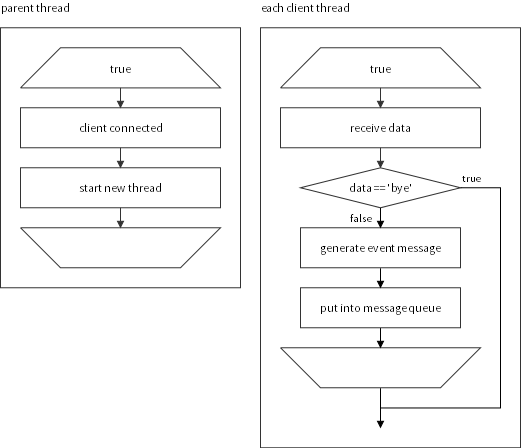 parent thread
true
client connected
start new thread
each client thread
true
receive data
data=='bye'
true
false
generate event message
put into message queue